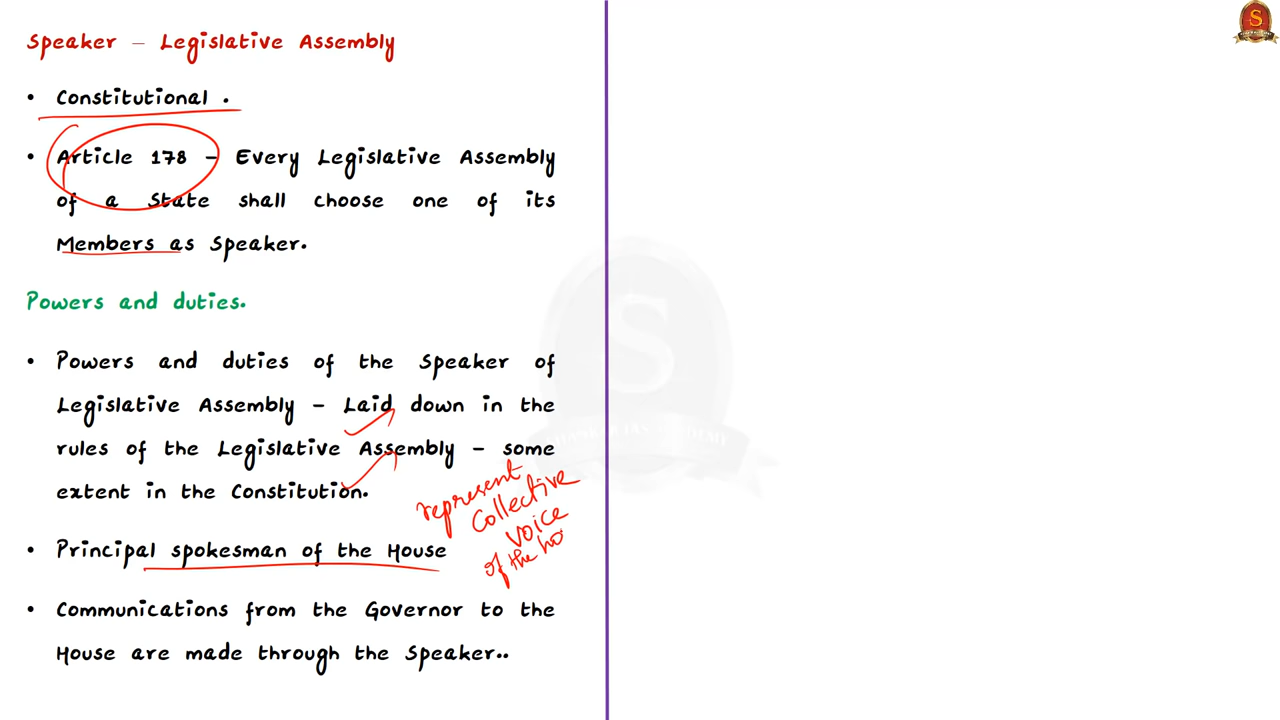 Speaker – Legislative Assembly
• Constitutional .
• Article 178 – Every Legislative Assembly
of a State shall choose one of its
Members as Speaker.
Powers and duties.
• Powers and duties of the Speaker of
Legislative Assembly – Laid down in the
rules of the Legislative Assembly – some
extent in the Constitution.
represent
Collective
voice
of the ho
• Principal spokesman of the House
• Communications from the Governor to the
House are made through the Speaker..
S
S